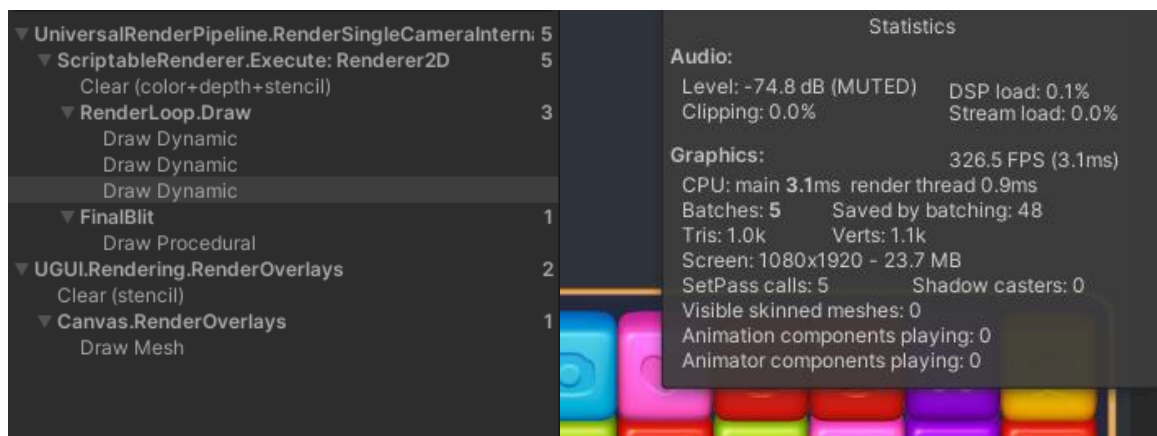 UniversalRenderPipeline.RenderSingleCameraIntern 5
ScriptableRenderer.Execute: Renderer2D 5
Clear (color+depth+stencil)
RenderLoop.Draw 3
Draw Dynamic
Draw Dynamic
Draw Dynamic
FinalBlit 1
Draw Procedural
UGUI.Rendering.RenderOverlays 2
Clear (stencil)
Canvas.RenderOverlays 1
Draw Mesh
Statistics
Audio:
Level: -74.8 dB (MUTED) DSP load: 0.1%
Clipping: 0.0% Stream load: 0.0%
Graphics: 326.5 FPS (3.1ms)
CPU: main 3.1ms render thread 0.9ms
Batches: 5 Saved by batching: 48
Tris: 1.0k Verts: 1.1k
Screen: 1080x1920 - 23.7 MB
SetPass calls: 5 Shadow casters: 0
Visible skinned meshes: 0
Animation components playing: 0
Animator components playing: 0